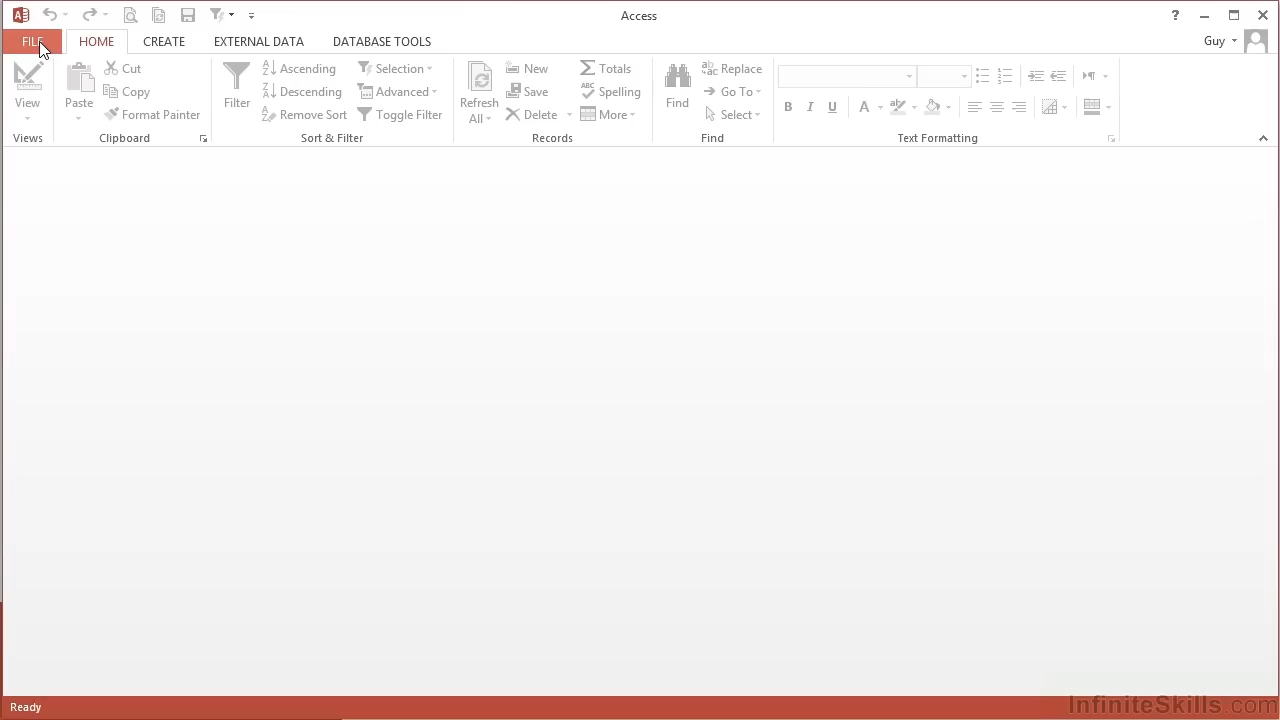 Access
FILE HOME CREATE EXTERNAL DATA DATABASE TOOLS Guy
View
Views
Paste
Cut
Copy
Format Painter
Clipboard
Filter
Ascending
Descending
Sort
Selection
Advanced
Toggle Filter
Sort & Filter
Refresh
All
New
Save
Totals
Spelling
More
Records
Find
Replace
Go To
Select
Find
B I U A
Text Formatting
Ready
InfiniteSkills.com